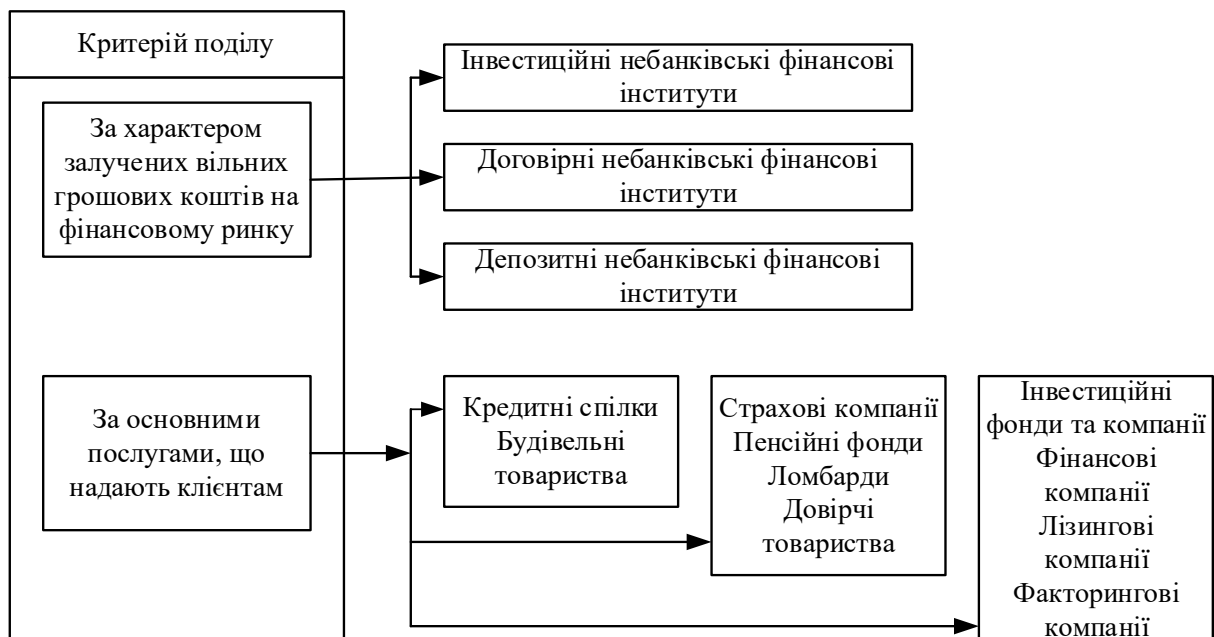 Критерій поділу
За характером
залучених вільних
грошових коштів на
фінансовому ринку
Інвестиційні небанківські фінансові
інститути
Договірні небанківські фінансові
інститути
Депозитні небанківські фінансові
інститути
За основними
послугами, що
надають клієнтам
Кредитні спілки
Будівельні
товариства
Страхові компанії
Пенсійні фонди
Ломбарди
Довірчі
товариства
Інвестиційні
фонди та компанії
Фінансові
компанії
Лізингові
компанії
Факторингові
компанії